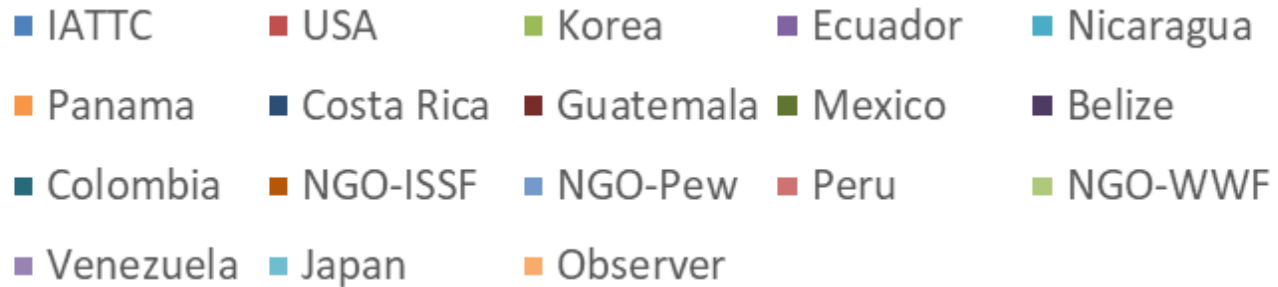 IATTC USA Korea Ecuador Nicaragua
Panama Costa Rica Guatemala Mexico Belize
Colombia NGO-ISSF NGO-Pew Peru NGO-WWF
Venezuela Japan Observer